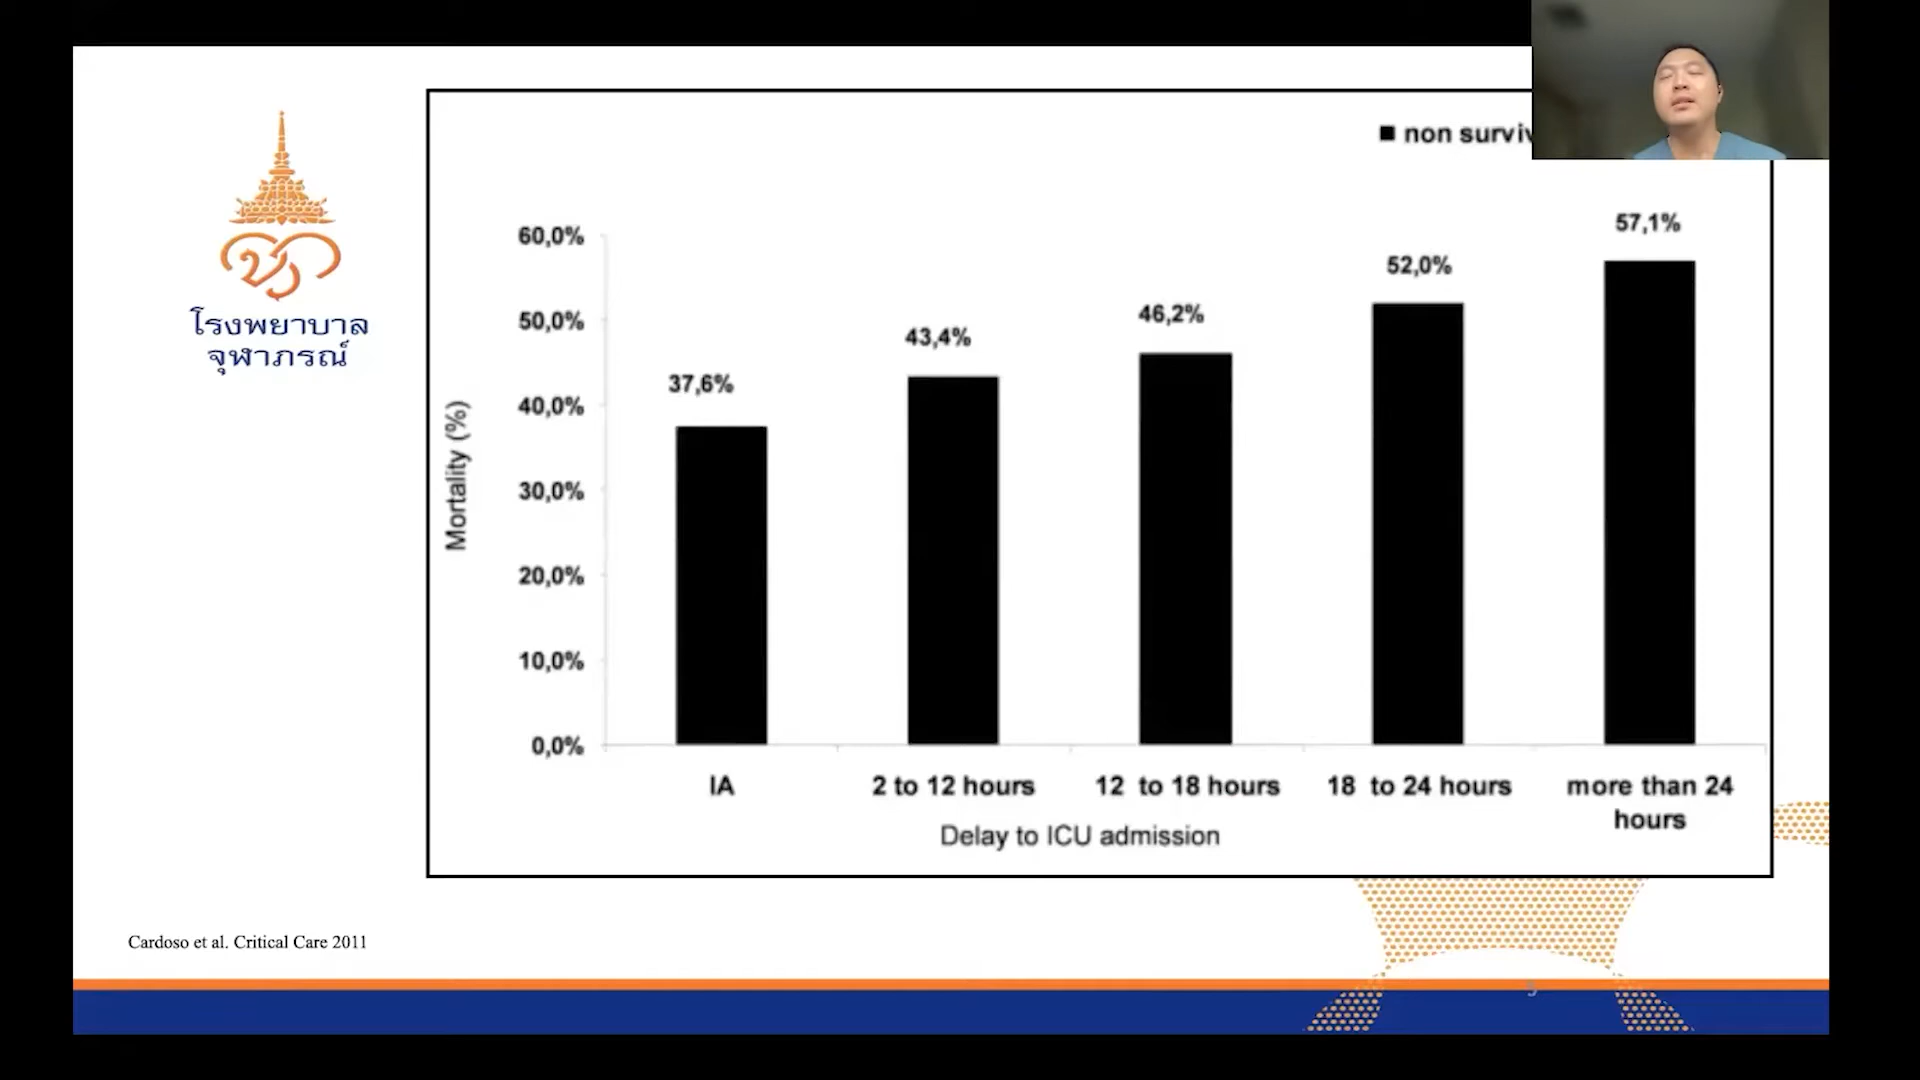 โรงพยาบาล
จุฬาภรณ์
■ non surviv
60,0%
50,0%
40,0%
30,0%
20,0%
10,0%
0,0%
Mortality (%)
37,6%
43,4%
46,2%
52,0%
57,1%
IA
2 to 12 hours
12 to 18 hours
18 to 24 hours
more than 24
hours
Delay to ICU admission
Cardoso et al. Critical Care 2011